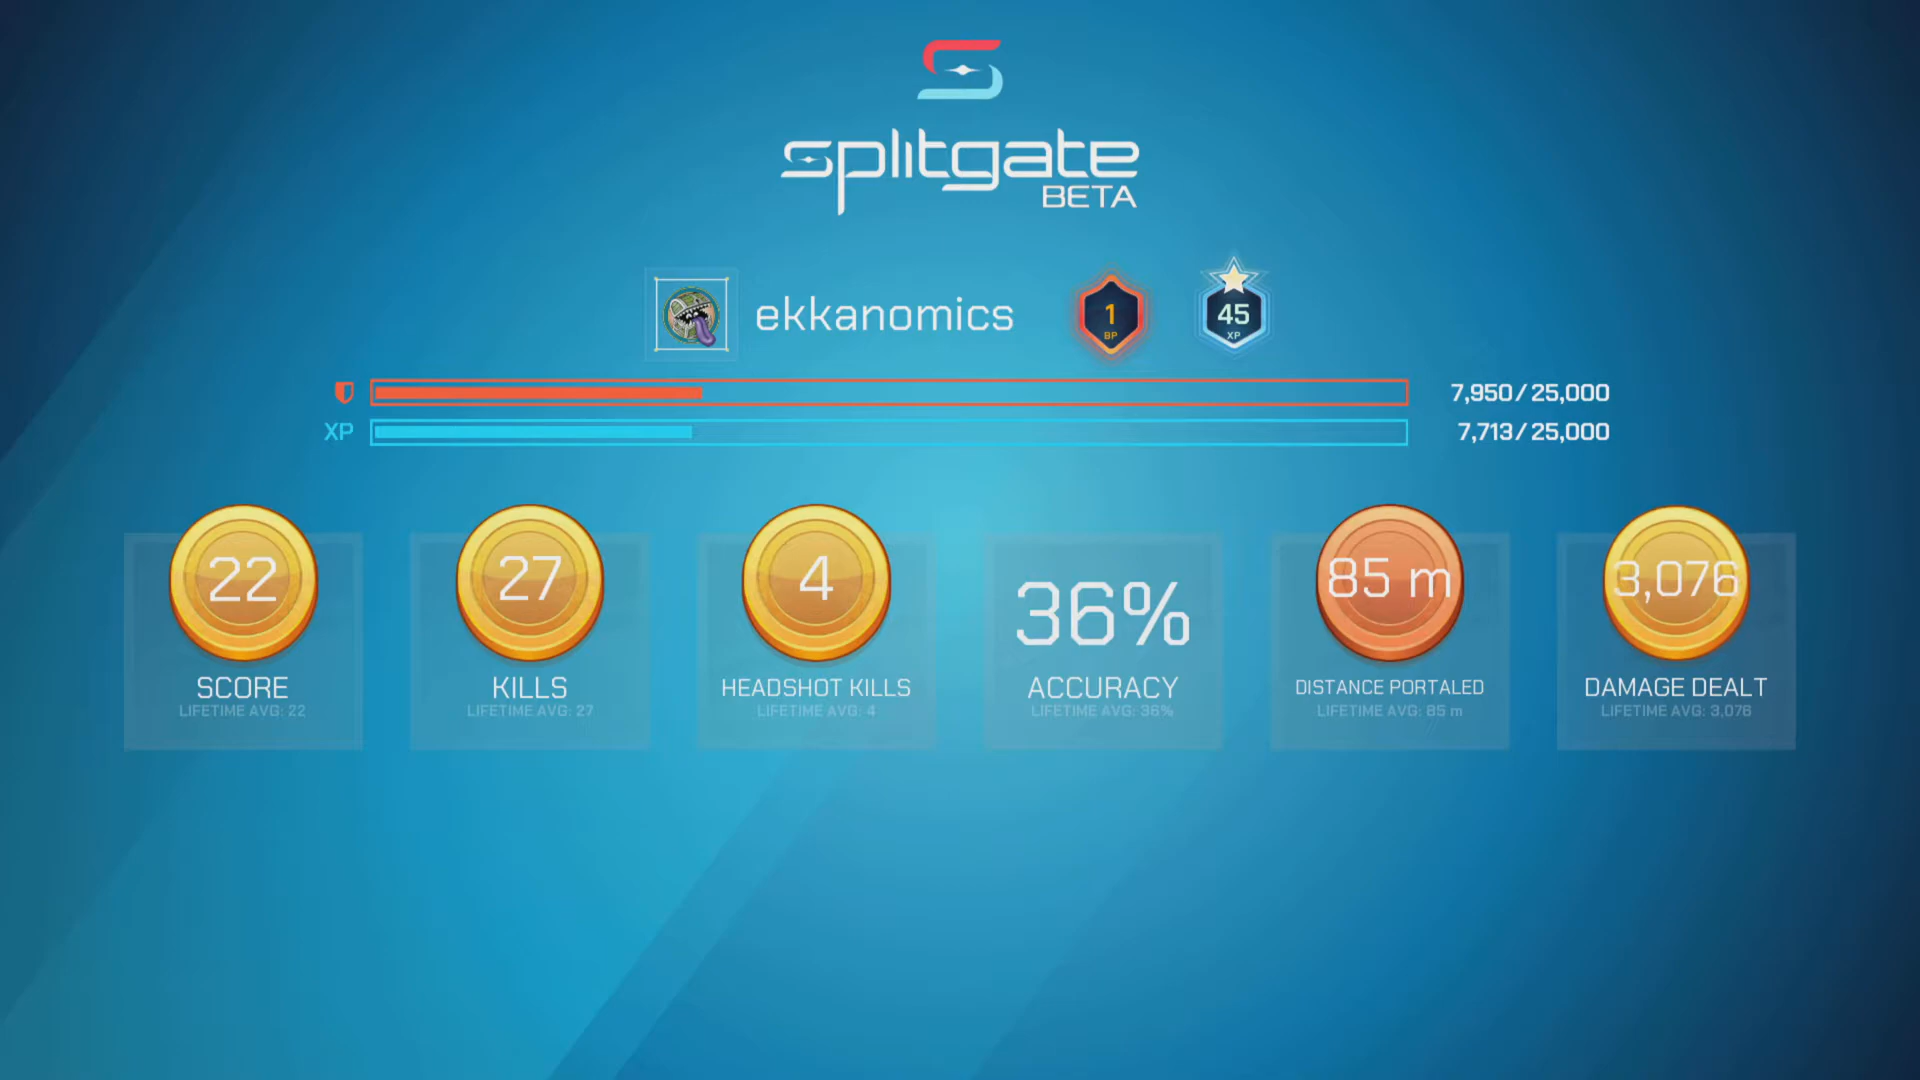 splitgate
BETA
ekkanomics
1
BP
45
XP
7,950/25,000
XP
7,713/25,000
22
SCORE
LIFETIME AVG: 22
27
KILLS
LIFETIME AVG: 27
4
HEADSHOT KILLS
LIFETIME AVG: 4
36%
ACCURACY
LIFETIME AVG: 36%
85 m
DISTANCE PORTALED
LIFETIME AVG: 85 m
3,076
DAMAGE DEALT
LIFETIME AVG: 3,076